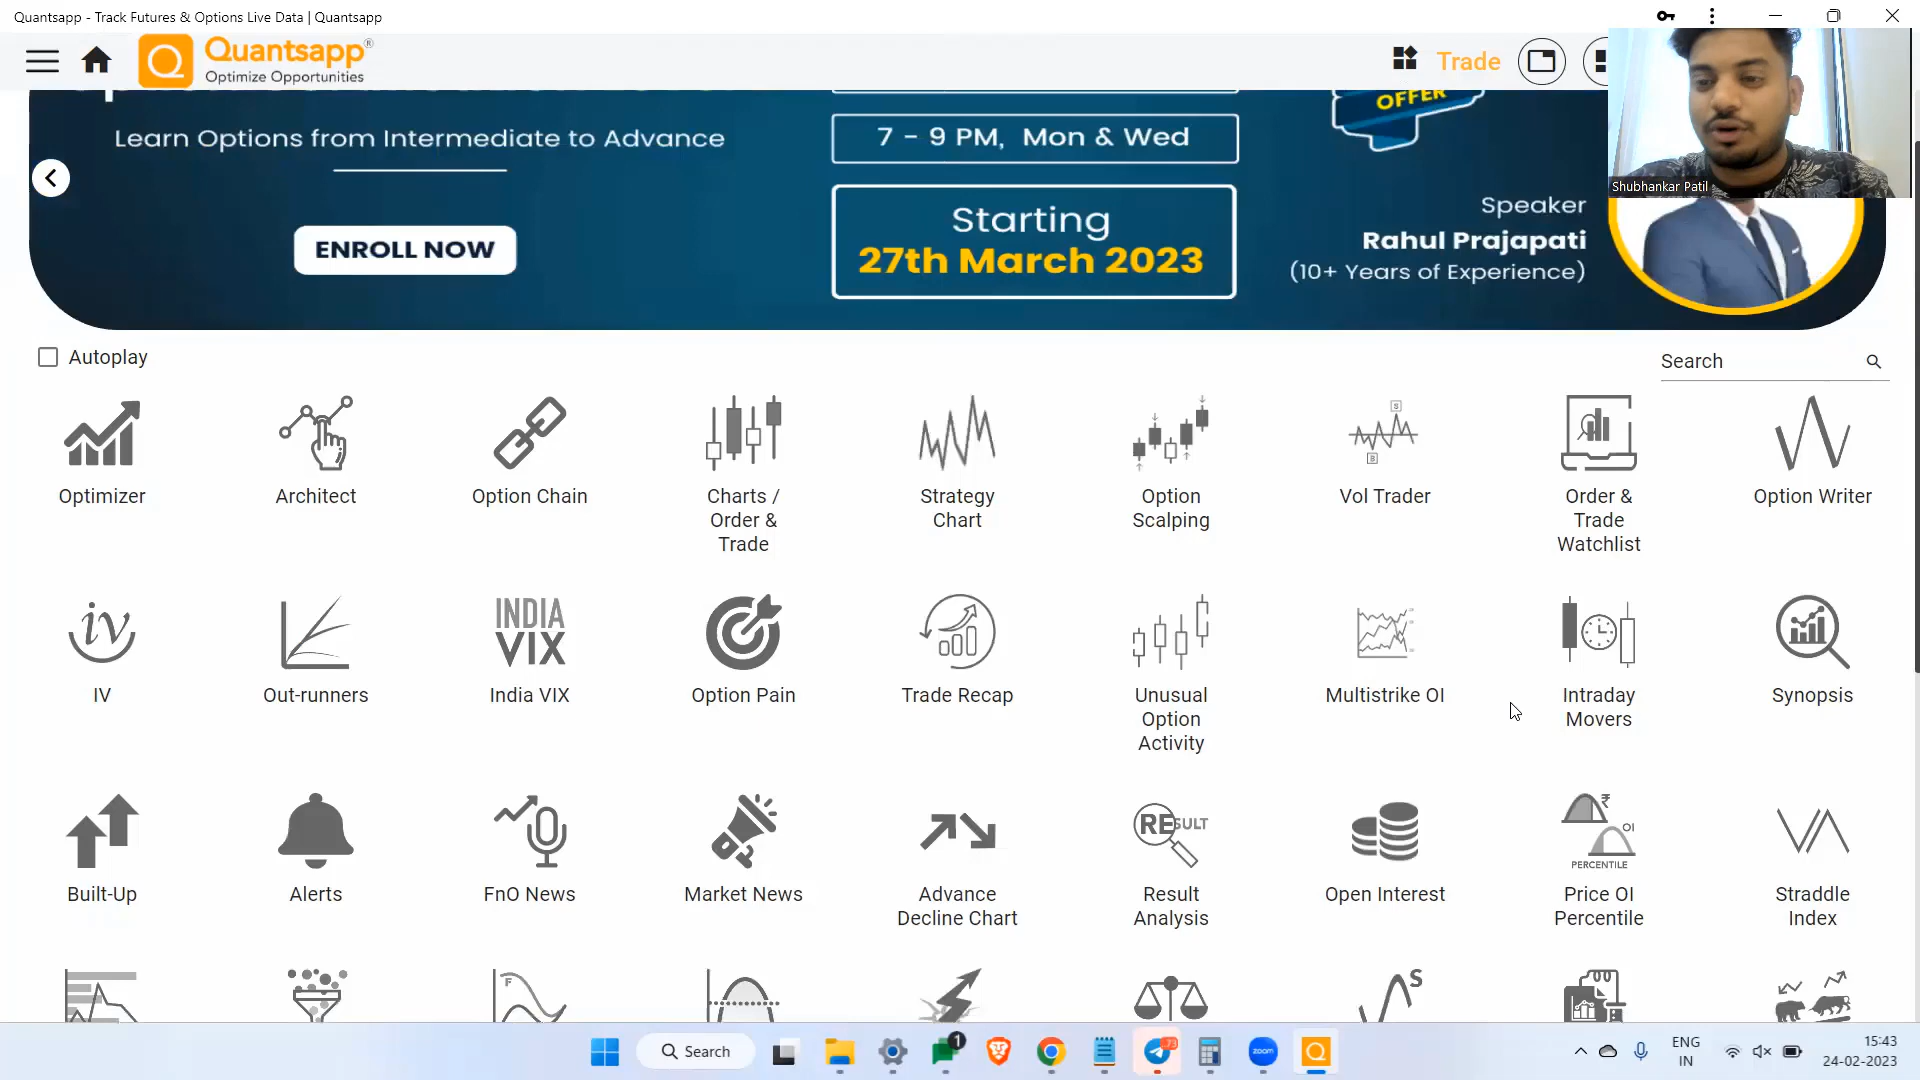 Quantsapp - Track Futures & Options Live Data | Quantsapp
Quantsapp®
Optimize Opportunities
Trade
OFFER
Learn Options from Intermediate to Advance
7 – 9 PM, Mon & Wed
ENROLL NOW
Starting
27th March 2023
Speaker
Rahul Prajapati
(10+ Years of Experience)
Shubhankar Patil
Autoplay
Search
Optimizer
Architect
Option Chain
Charts /
Order &
Trade
Strategy
Chart
Option
Scalping
S
B
Vol Trader
Order &
Trade
Watchlist
Option Writer
iv
IV
Out-runners
INDIA
VIX
India VIX
Option Pain
Trade Recap
Unusual
Option
Activity
Multistrike OI
Intraday
Movers
Synopsis
Built-Up
Alerts
FnO News
Market News
Advance
Decline Chart
RESULT
Result
Analysis
Open Interest
₹
OI
PERCENTILE
Price OI
Percentile
Straddle
Index
F
S
Search
1
73
zoom
ENG
IN
15:43
24-02-2023